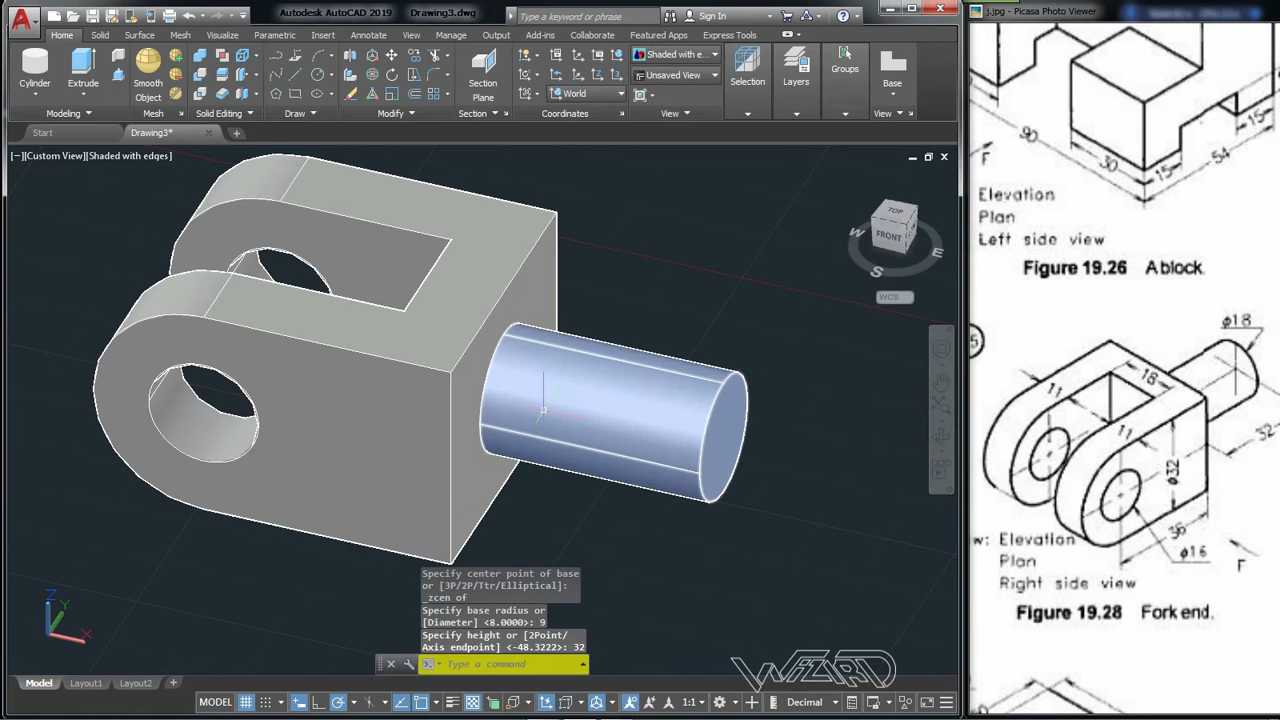 Autodesk AutoCAD 2019 Drawing3.dwg
Type a keyword or phrase
Sign In
j.jpg - Picasa Photo Viewer
Home Solid Surface Mesh Visualize Parametric Insert Annotate View Manage Output Add-ins Collaborate Featured Apps Express Tools
Cylinder
Extrude
Smooth
Object
Section
Plane
Shaded with e...
Unsaved View
World
Selection
Layers
Groups
Base
Modeling Mesh Solid Editing Draw Modify Section Coordinates View View
Start Drawing3*
[−][Custom View][Shaded with edges]
TOP
FRONT
W
E
S
WCS
Z
Y
X
Specify center point of base
or [3P/2P/Ttr/Elliptical]:
_zcen of
Specify base radius or
[Diameter] <8.0000>: 9
Specify height or [2Point/
Axis endpoint] <-48.3222>: 32
Type a command
WIZARD
Model Layout1 Layout2
MODEL
1:1
Decimal
90
30
15
54
15
F
Elevation
Plan
Left side view
Figure 19.26 A block.
5
φ18
18
11
11
32
φ32
36
φ16
F
w: Elevation
Plan
Right side view
Figure 19.28 Fork end.